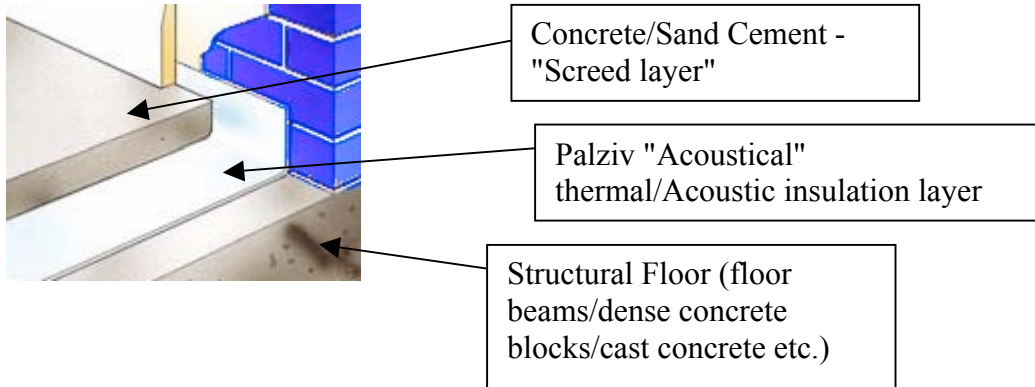 Concrete/Sand Cement -
"Screed layer"
Palziv "Acoustical"
thermal/Acoustic insulation layer
Structural Floor (floor
beams/dense concrete
blocks/cast concrete etc.)